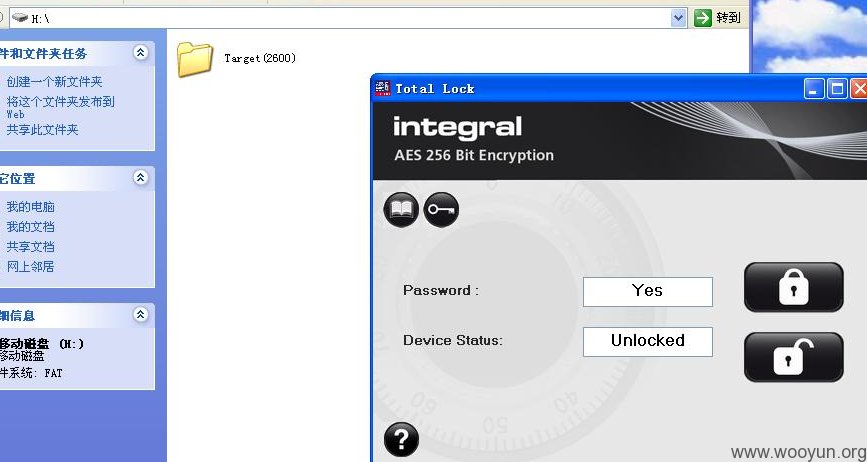 H:\
转到
件和文件夹任务
创建一个新文件夹
将这个文件夹发布到
Web
共享此文件夹
它位置
我的电脑
我的文档
共享文档
网上邻居
细信息
移动磁盘 (H:)
移动磁盘
件系统: FAT
Target(2600)
Total Lock
integral
AES 256 Bit Encryption
Password :
Yes
Device Status:
Unlocked
60
50
40
?
www.wooyun.org